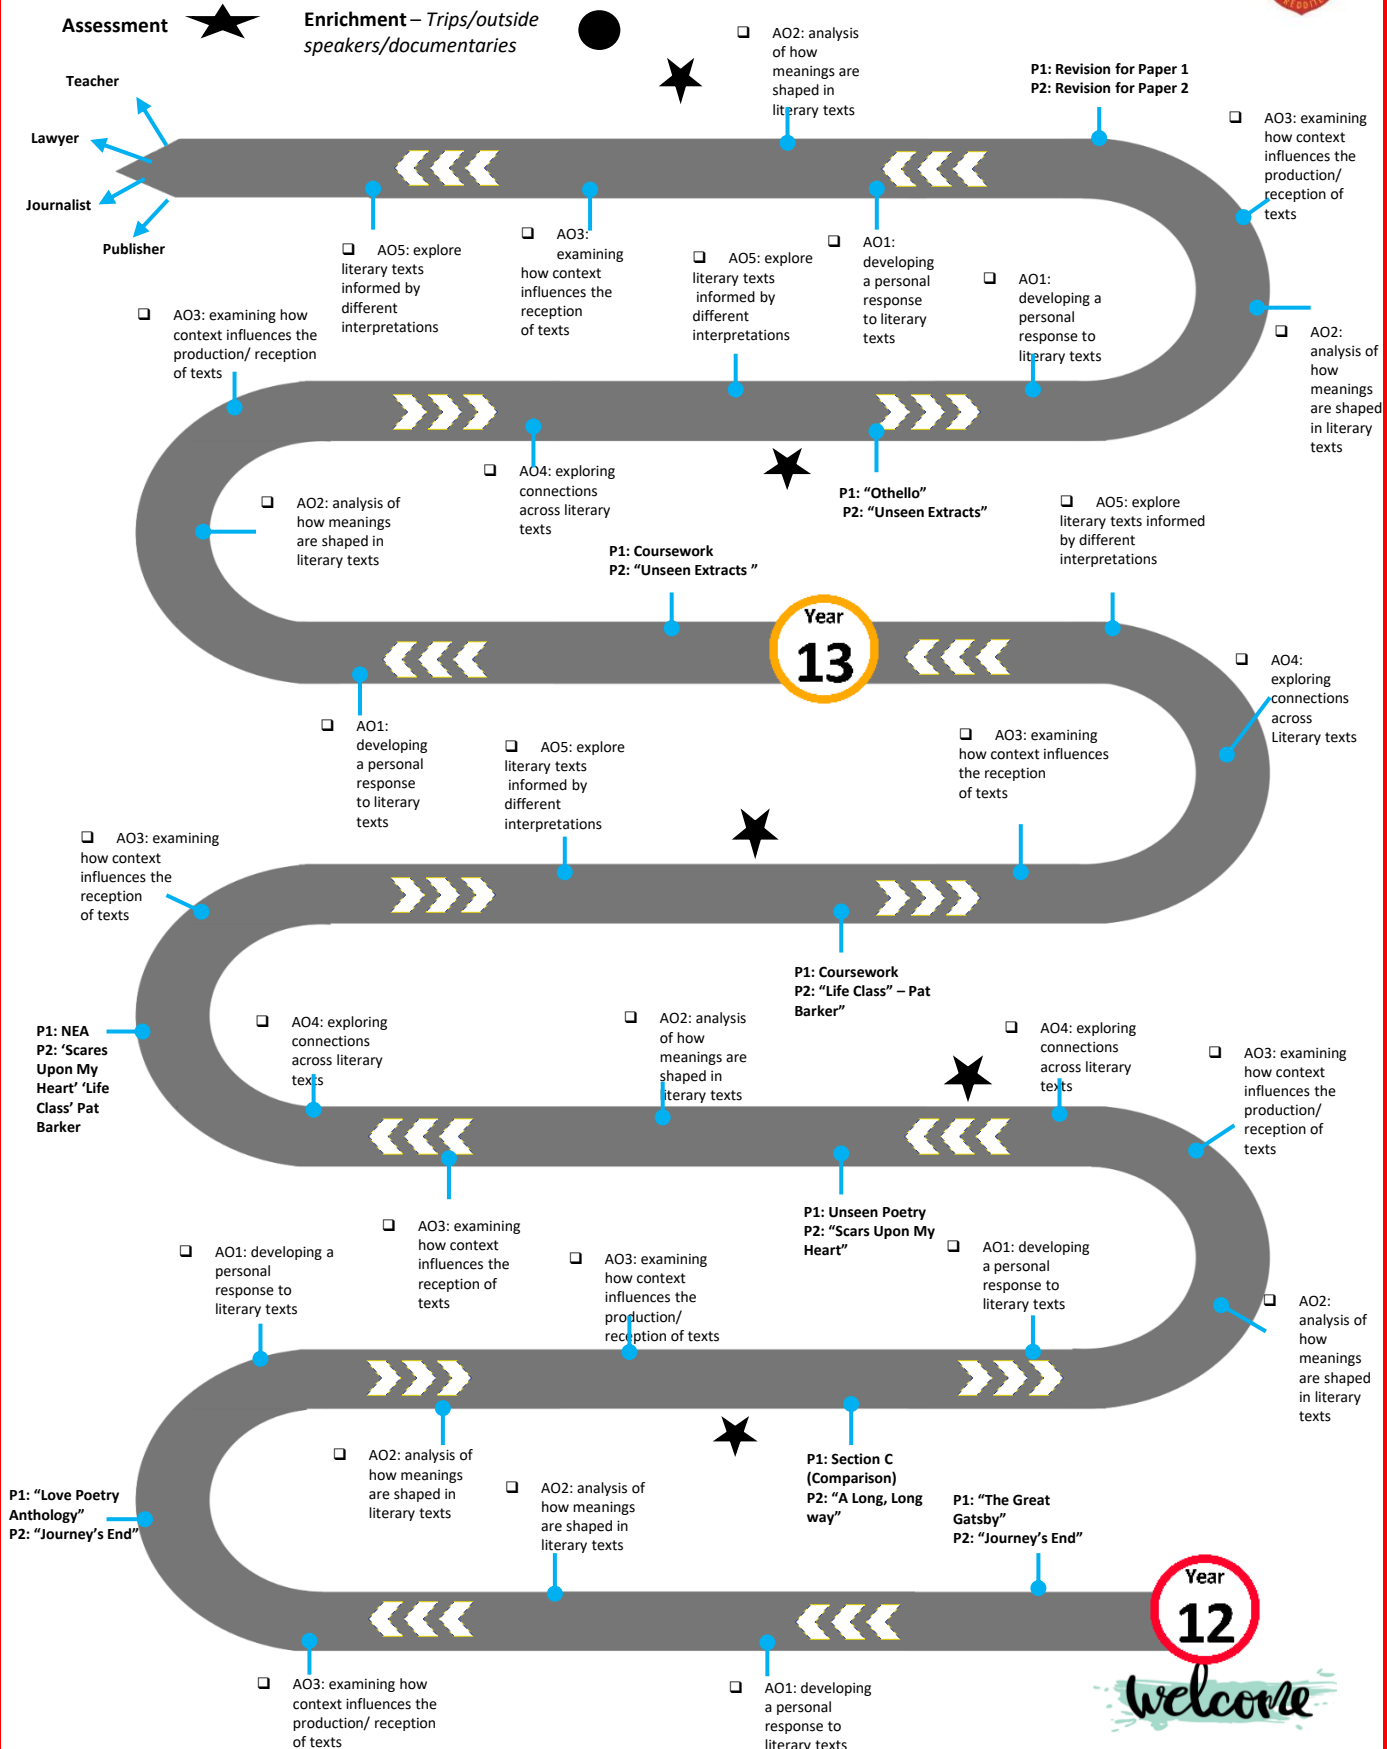 Assessment
Enrichment – Trips/outside
speakers/documentaries
REDDITE
Teacher
Lawyer
Journalist
Publisher
❑ AO2: analysis
of how
meanings are
shaped in
literary texts
P1: Revision for Paper 1
P2: Revision for Paper 2
❑ AO3: examining
how context
influences the
production/
reception of
texts
❑ AO5: explore
literary texts
informed by
different
interpretations
❑ AO3:
examining
how context
influences the
reception
of texts
❑ AO5: explore
literary texts
informed by
different
interpretations
❑ AO1:
developing
a personal
response
to literary
texts
❑ AO1:
developing a
personal
response to
literary texts
❑ AO2:
analysis of
how
meanings
are shaped
in literary
texts
❑ AO3: examining how
context influences the
production/ reception
of texts
❑ AO2: analysis of
how meanings
are shaped in
literary texts
❑ AO4: exploring
connections
across literary
texts
P1: “Othello”
P2: “Unseen Extracts”
❑ AO5: explore
literary texts informed
by different
interpretations
P1: Coursework
P2: “Unseen Extracts ”
Year
13
❑ AO4:
exploring
connections
across
Literary texts
❑ AO1:
developing
a personal
response
to literary
texts
❑ AO5: explore
literary texts
informed by
different
interpretations
❑ AO3: examining
how context influences
the reception
of texts
❑ AO3: examining
how context
influences the
reception
of texts
P1: Coursework
P2: “Life Class” – Pat
Barker”
P1: NEA
P2: ‘Scares
Upon My
Heart’ ‘Life
Class’ Pat
Barker
❑ AO4: exploring
connections
across literary
texts
❑ AO2: analysis
of how
meanings are
shaped in
literary texts
❑ AO4: exploring
connections
across literary
texts
❑ AO3: examining
how context
influences the
production/
reception of
texts
❑ AO3: examining
how context
influences the
reception of
texts
P1: Unseen Poetry
P2: “Scars Upon My
Heart”
❑ AO1: developing a
personal
response to
literary texts
❑ AO3: examining
how context
influences the
production/
reception of texts
❑ AO1: developing
a personal
response to
literary texts
❑ AO2:
analysis of
how
meanings
are shaped
in literary
texts
❑ AO2: analysis of
how meanings
are shaped in
literary texts
❑ AO2: analysis of
how meanings
are shaped in
literary texts
P1: Section C
(Comparison)
P2: “A Long, Long
way”
P1: “Love Poetry
Anthology”
P2: “Journey’s End”
P1: “The Great
Gatsby”
P2: “Journey’s End”
Year
12
welcome
❑ AO3: examining how
context influences the
production/ reception
of texts
❑ AO1: developing
a personal
response to
literary texts